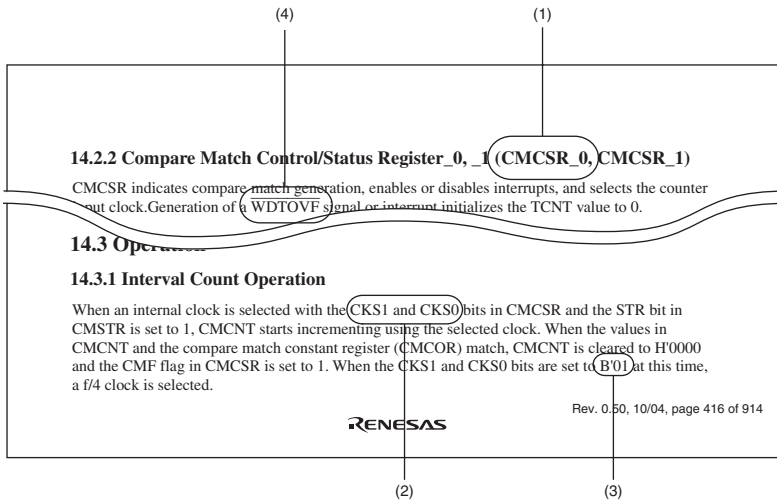 (4) (1)
14.2.2 Compare Match Control/Status Register_0, _1 (CMCSR_0, CMCSR_1)
CMCSR indicates compare match generation, enables or disables interrupts, and selects the counter
input clock.Generation of a WDTOVF signal or interrupt initializes the TCNT value to 0.
14.3 Operation
14.3.1 Interval Count Operation
When an internal clock is selected with the CKS1 and CKS0 bits in CMCSR and the STR bit in
CMSTR is set to 1, CMCNT starts incrementing using the selected clock. When the values in
CMCNT and the compare match constant register (CMCOR) match, CMCNT is cleared to H'0000
and the CMF flag in CMCSR is set to 1. When the CKS1 and CKS0 bits are set to B'01 at this time,
a f/4 clock is selected.
Rev. 0.50, 10/04, page 416 of 914
RENESAS
(2) (3)